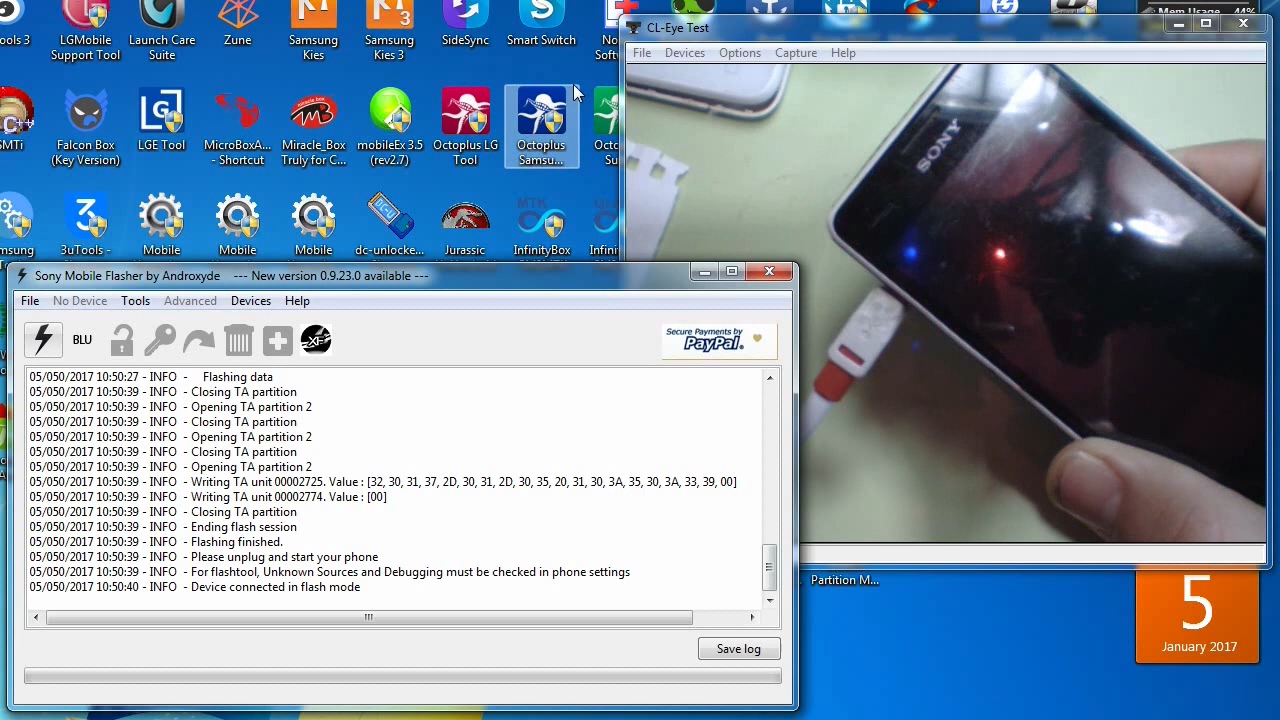 ools 3
LGMobile
Support Tool
Launch Care
Suite
Zune
Samsung
Kies
Samsung
Kies 3
SideSync
Smart Switch
No
Softw
Mem Usage 44%
SMTi
Falcon Box
(Key Version)
LGE Tool
MicroBoxA...
- Shortcut
Miracle_Box
Truly for C...
mobileEx 3.5
(rev2.7)
Octoplus LG
Tool
Octoplus
Samsu...
Octo
Su
msung
3uTools -
Mobile
Mobile
Mobile
dc-unlocke...
Jurassic
MTK
InfinityBox
Infinit
CL-Eye Test
File Devices Options Capture Help
SONY
Sony Mobile Flasher by Androxyde --- New version 0.9.23.0 available ---
File No Device Tools Advanced Devices Help
BLU
Secure Payments by
PayPal.
05/050/2017 10:50:27 - INFO - Flashing data
05/050/2017 10:50:39 - INFO - Closing TA partition
05/050/2017 10:50:39 - INFO - Opening TA partition 2
05/050/2017 10:50:39 - INFO - Closing TA partition
05/050/2017 10:50:39 - INFO - Opening TA partition 2
05/050/2017 10:50:39 - INFO - Closing TA partition
05/050/2017 10:50:39 - INFO - Opening TA partition 2
05/050/2017 10:50:39 - INFO - Writing TA unit 00002725. Value : [32, 30, 31, 37, 2D, 30, 31, 2D, 30, 35, 20, 31, 30, 3A, 35, 30, 3A, 33, 39, 00]
05/050/2017 10:50:39 - INFO - Writing TA unit 00002774. Value : [00]
05/050/2017 10:50:39 - INFO - Closing TA partition
05/050/2017 10:50:39 - INFO - Ending flash session
05/050/2017 10:50:39 - INFO - Flashing finished.
05/050/2017 10:50:39 - INFO - Please unplug and start your phone
05/050/2017 10:50:39 - INFO - For flashtool, Unknown Sources and Debugging must be checked in phone settings
05/050/2017 10:50:40 - INFO - Device connected in flash mode
Save log
Partition M...
5
January 2017